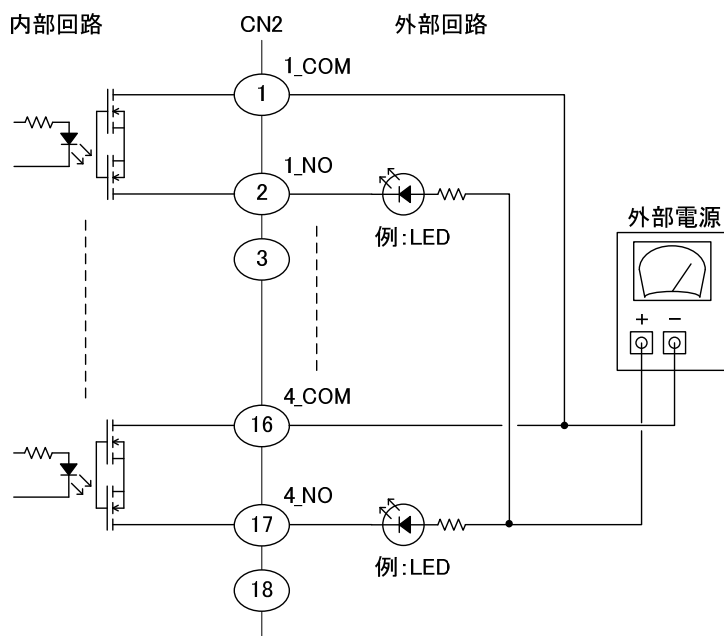 内部回路
CN2
外部回路
1_COM
1
1_NO
2
例:LED
3
外部電源
+ −
4_COM
16
4_NO
17
例:LED
18